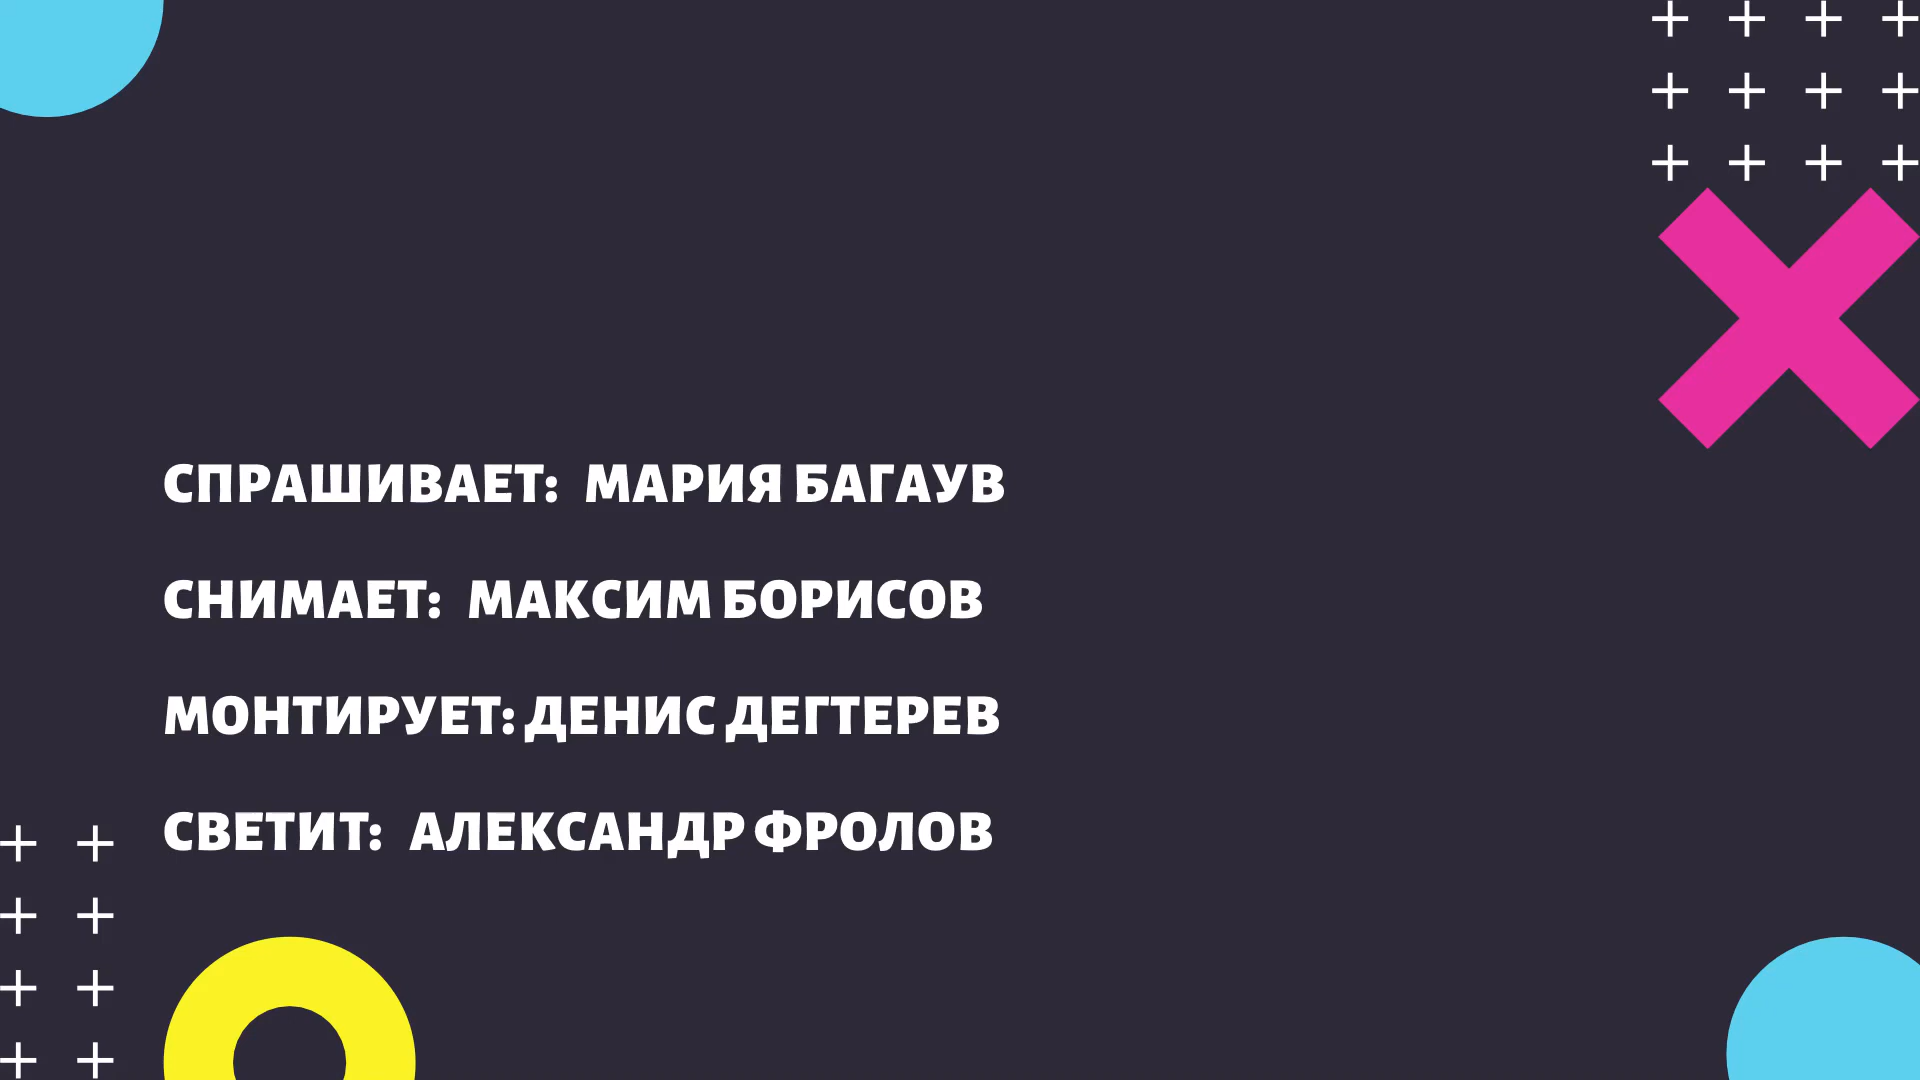 СПРАШИВАЕТ: МАРИЯ БАГАУВ
СНИМАЕТ: МАКСИМ БОРИСОВ
МОНТИРУЕТ: ДЕНИС ДЕГТЕРЕВ
СВЕТИТ: АЛЕКСАНДР ФРОЛОВ